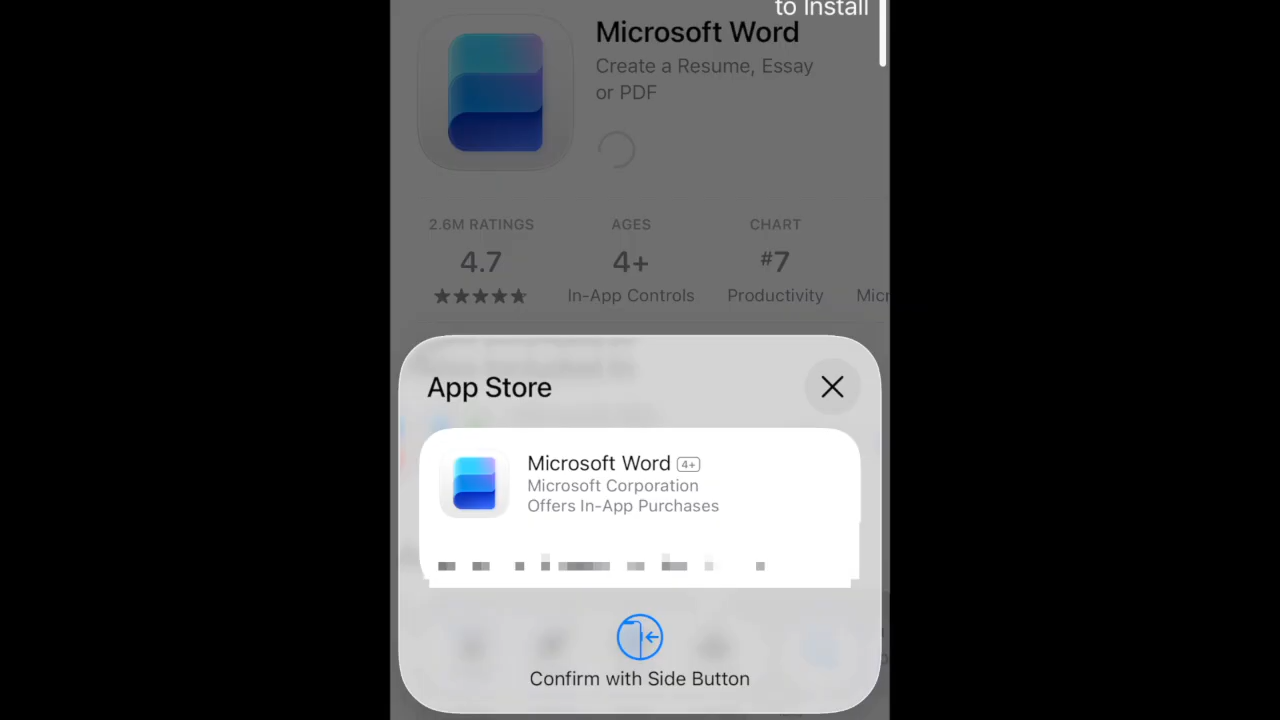 to Install
Microsoft Word
Create a Resume, Essay
or PDF
2.6M RATINGS
AGES
CHART
4.7
4+
#7
In-App Controls
Productivity
Micr
App Store
Microsoft Word 4+
Microsoft Corporation
Offers In-App Purchases
Confirm with Side Button